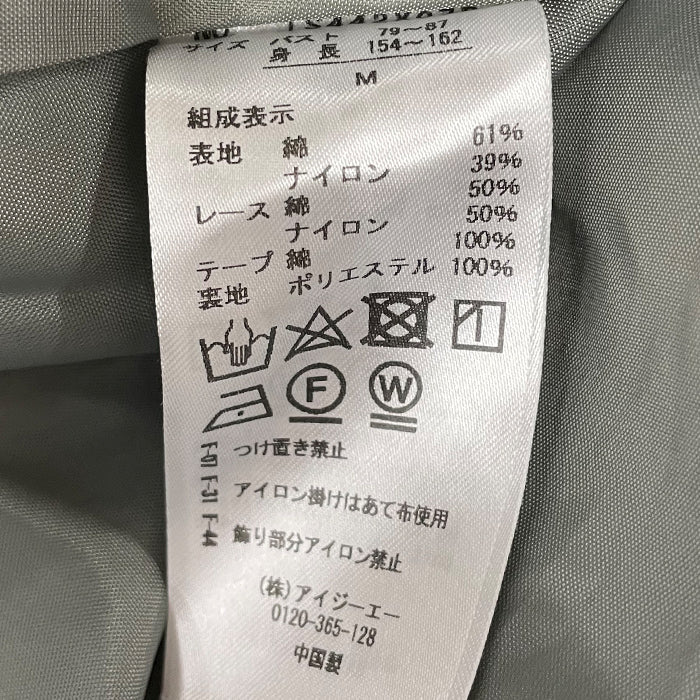 サイズ バスト 79～87
身長 154～162
M
組成表示
表地 綿 61%
ナイロン 39%
レース 綿 50%
ナイロン 50%
テープ 綿 100%
裏地 ポリエステル 100%
F W
F-01 つけ置き禁止
F-31 アイロン掛けはあて布使用
F-44 飾り部分アイロン禁止
(株)アイジーエー
0120-365-128
中国製